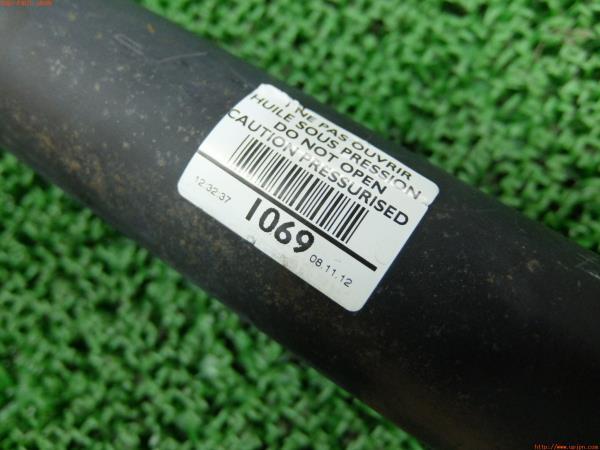 ! NE PAS OUVRIR
HUILE SOUS PRESSION
DO NOT OPEN
CAUTION PRESSURISED
12:32:37
1069
08.11.12